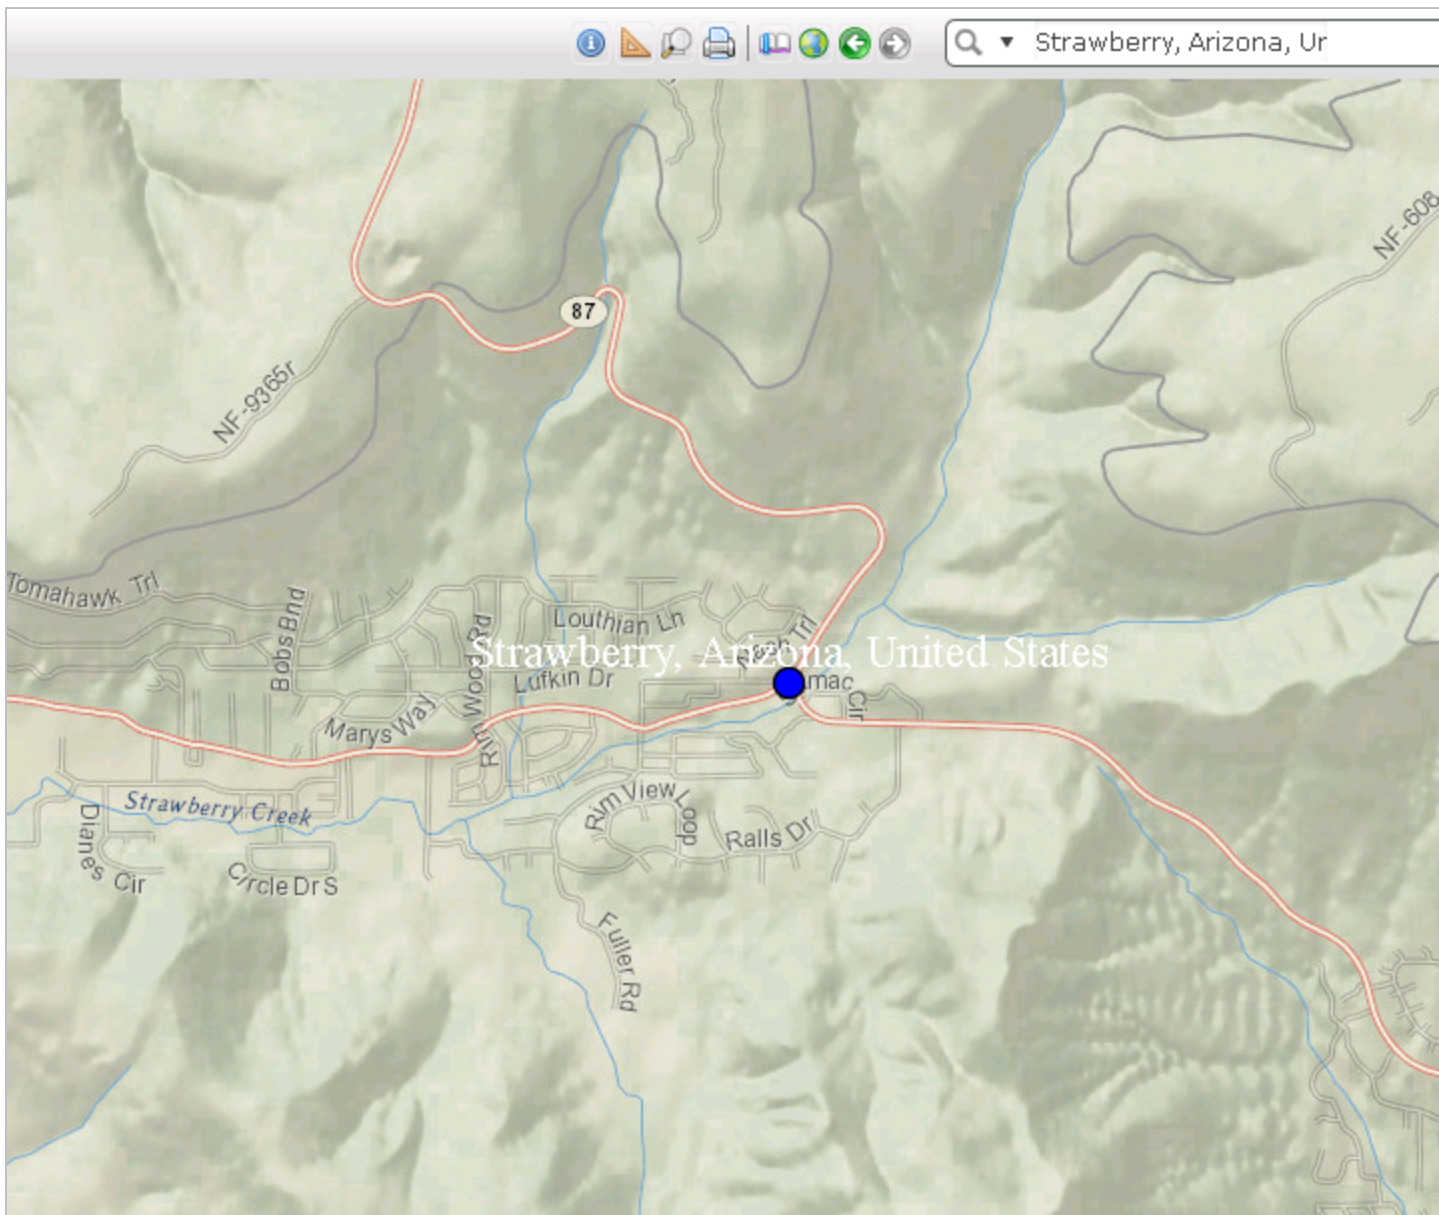 Strawberry, Arizona, Ur
NF-608
87
NF-9365r
Tomahawk Trl
Bobs Bnd
Louthian Ln
Rim Wood Rd
Trl
Strawberry, Arizona, United States
Lufkin Dr
Cir
Marys Way
Strawberry Creek
Rim View Loop
Dianes Cir
Ralls Dr
Circle Dr S
Fuller Rd